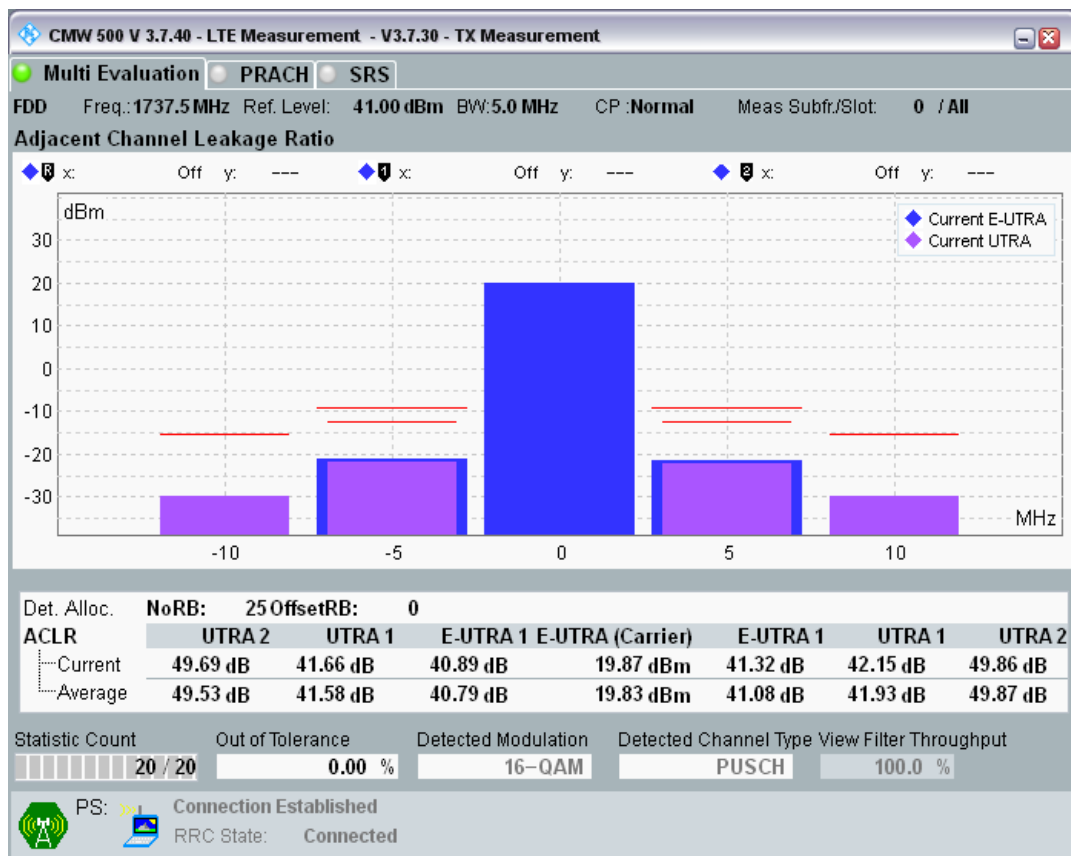 CMW 500 V 3.7.40 - LTE Measurement - V3.7.30 - TX Measurement
Multi Evaluation PRACH SRS
FDD Freq.:1737.5 MHz Ref. Level: 41.00 dBm BW:5.0 MHz CP :Normal Meas Subfr./Slot: 0 / All
Adjacent Channel Leakage Ratio
R x: Off y: --- 1 x: Off y: --- 2 x: Off y: ---
dBm
Current E-UTRA
Current UTRA
30
20
10
0
-10
-20
-30
MHz
-10 -5 0 5 10
Det. Alloc. NoRB: 25 OffsetRB: 0
ACLR UTRA 2 UTRA 1 E-UTRA 1 E-UTRA (Carrier) E-UTRA 1 UTRA 1 UTRA 2
Current 49.69 dB 41.66 dB 40.89 dB 19.87 dBm 41.32 dB 42.15 dB 49.86 dB
Average 49.53 dB 41.58 dB 40.79 dB 19.83 dBm 41.08 dB 41.93 dB 49.87 dB
Statistic Count Out of Tolerance Detected Modulation Detected Channel Type View Filter Throughput
20 / 20 0.00 % 16-QAM PUSCH 100.0 %
PS: Connection Established
RRC State: Connected